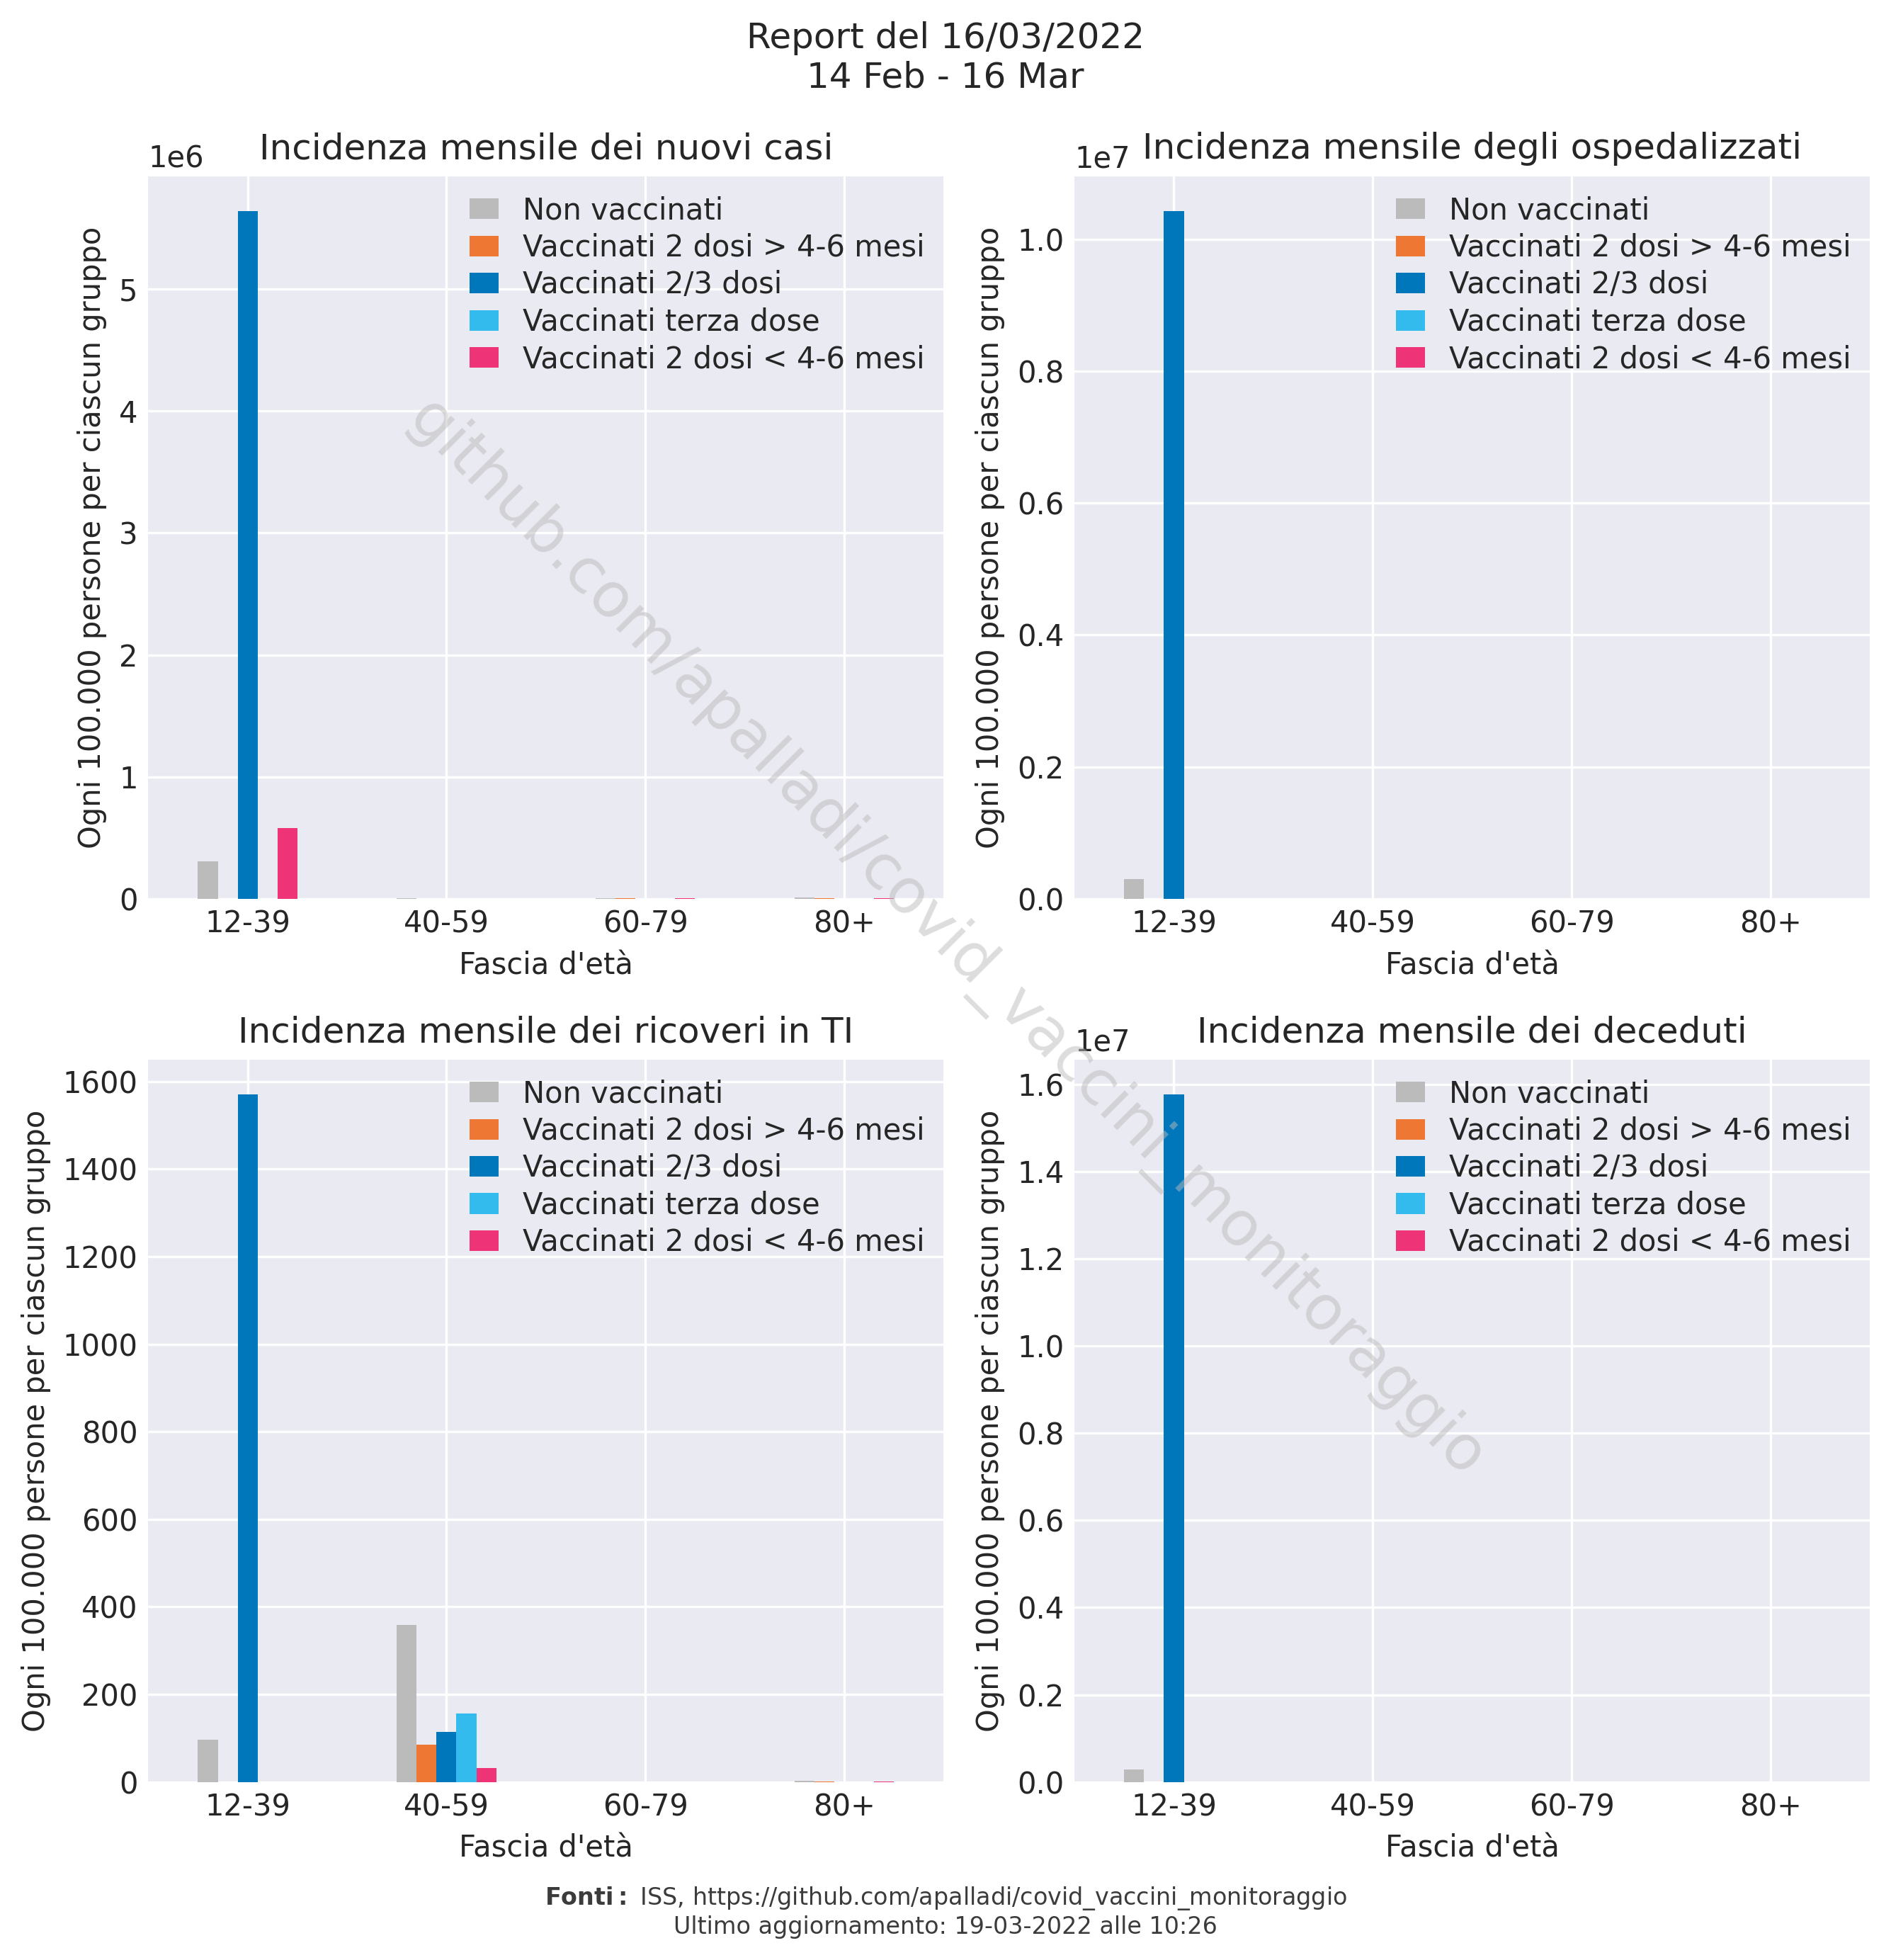 Report del 16/03/2022
14 Feb - 16 Mar
Incidenza mensile dei nuovi casi
1e6
Ogni 100.000 persone per ciascun gruppo
5
4
3
2
1
0
Non vaccinati
Vaccinati 2 dosi > 4-6 mesi
Vaccinati 2/3 dosi
Vaccinati terza dose
Vaccinati 2 dosi < 4-6 mesi
12-39 40-59 60-79 80+
Fascia d'età
Incidenza mensile degli ospedalizzati
1e7
Ogni 100.000 persone per ciascun gruppo
1.0
0.8
0.6
0.4
0.2
0.0
Non vaccinati
Vaccinati 2 dosi > 4-6 mesi
Vaccinati 2/3 dosi
Vaccinati terza dose
Vaccinati 2 dosi < 4-6 mesi
12-39 40-59 60-79 80+
Fascia d'età
Incidenza mensile dei ricoveri in TI
Ogni 100.000 persone per ciascun gruppo
1600
1400
1200
1000
800
600
400
200
0
Non vaccinati
Vaccinati 2 dosi > 4-6 mesi
Vaccinati 2/3 dosi
Vaccinati terza dose
Vaccinati 2 dosi < 4-6 mesi
12-39 40-59 60-79 80+
Fascia d'età
Incidenza mensile dei deceduti
1e7
Ogni 100.000 persone per ciascun gruppo
1.6
1.4
1.2
1.0
0.8
0.6
0.4
0.2
0.0
Non vaccinati
Vaccinati 2 dosi > 4-6 mesi
Vaccinati 2/3 dosi
Vaccinati terza dose
Vaccinati 2 dosi < 4-6 mesi
12-39 40-59 60-79 80+
Fascia d'età
github.com/apalladi/covid_vaccini_monitoraggio
Fonti: ISS, https://github.com/apalladi/covid_vaccini_monitoraggio
Ultimo aggiornamento: 19-03-2022 alle 10:26